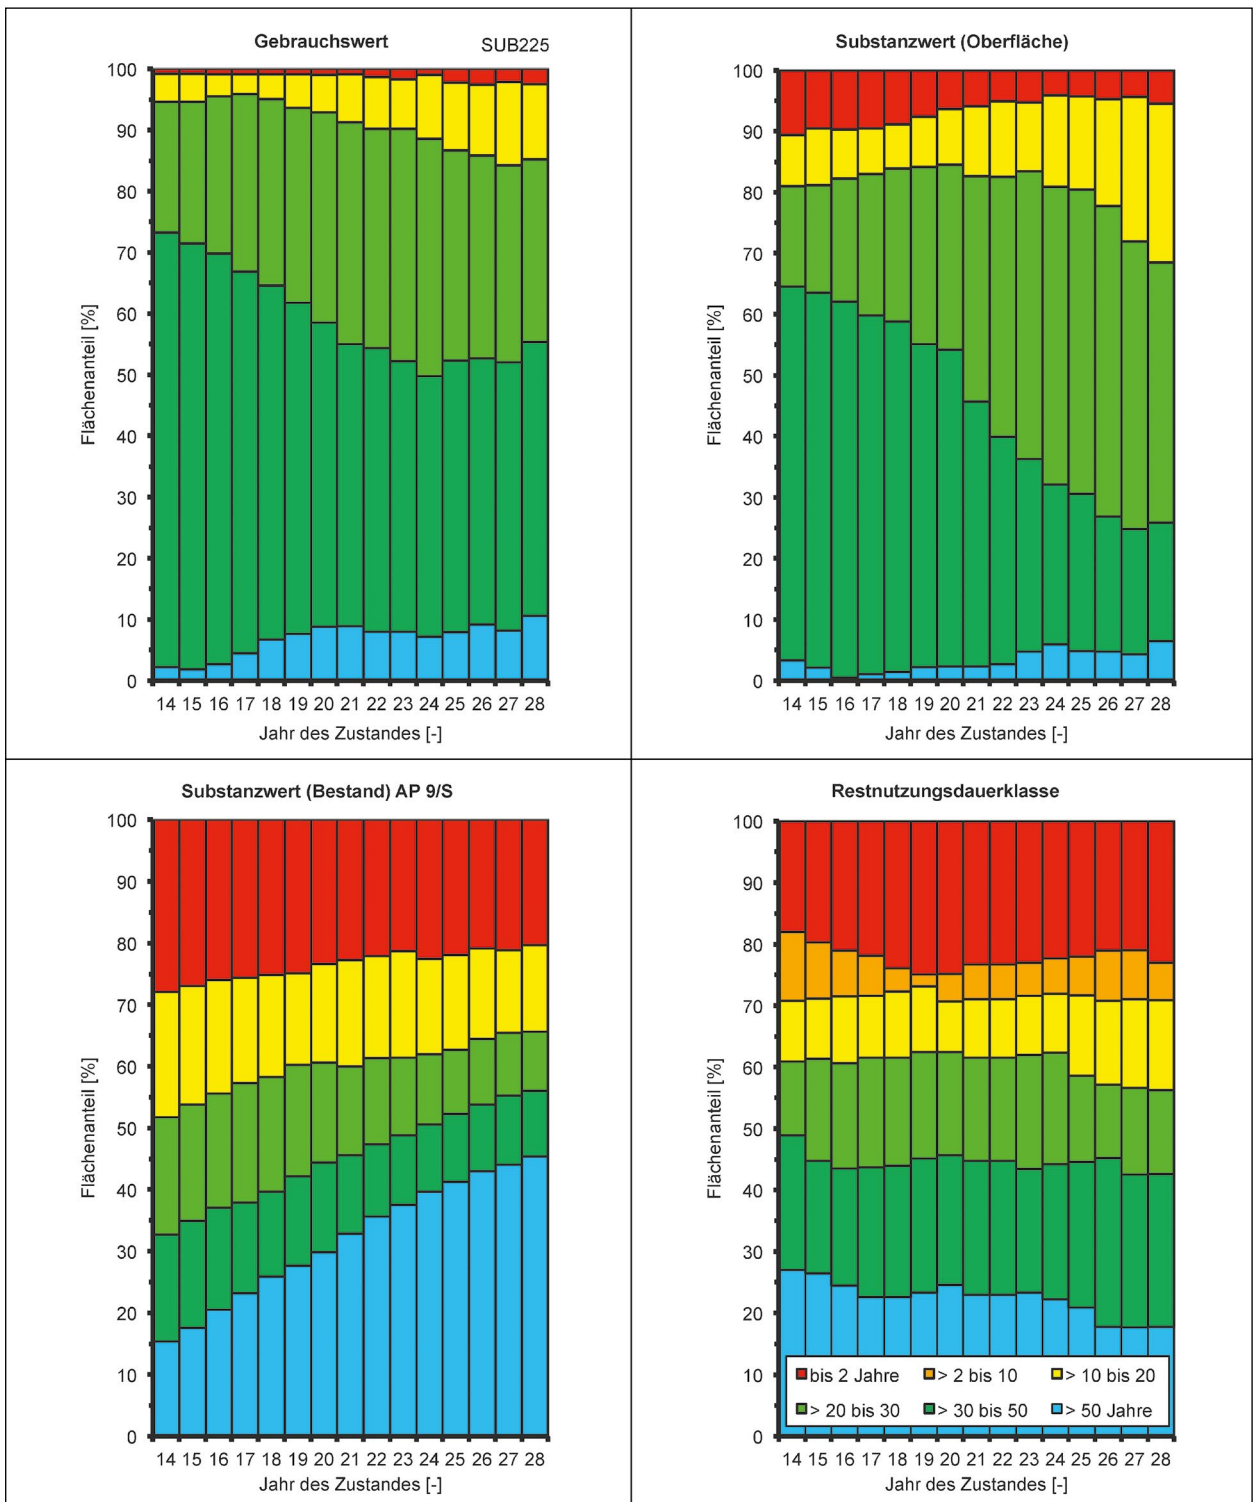 Gebrauchswert SUB225
100
90
80
70
60
50
40
30
20
10
0
Flächenanteil [%]
14 15 16 17 18 19 20 21 22 23 24 25 26 27 28
Jahr des Zustandes [-]
Substanzwert (Oberfläche)
100
90
80
70
60
50
40
30
20
10
0
Flächenanteil [%]
14 15 16 17 18 19 20 21 22 23 24 25 26 27 28
Jahr des Zustandes [-]
Substanzwert (Bestand) AP 9/S
100
90
80
70
60
50
40
30
20
10
0
Flächenanteil [%]
14 15 16 17 18 19 20 21 22 23 24 25 26 27 28
Jahr des Zustandes [-]
Restnutzungsdauerklasse
100
90
80
70
60
50
40
30
20
10
0
Flächenanteil [%]
bis 2 Jahre > 2 bis 10 > 10 bis 20
> 20 bis 30 > 30 bis 50 > 50 Jahre
14 15 16 17 18 19 20 21 22 23 24 25 26 27 28
Jahr des Zustandes [-]